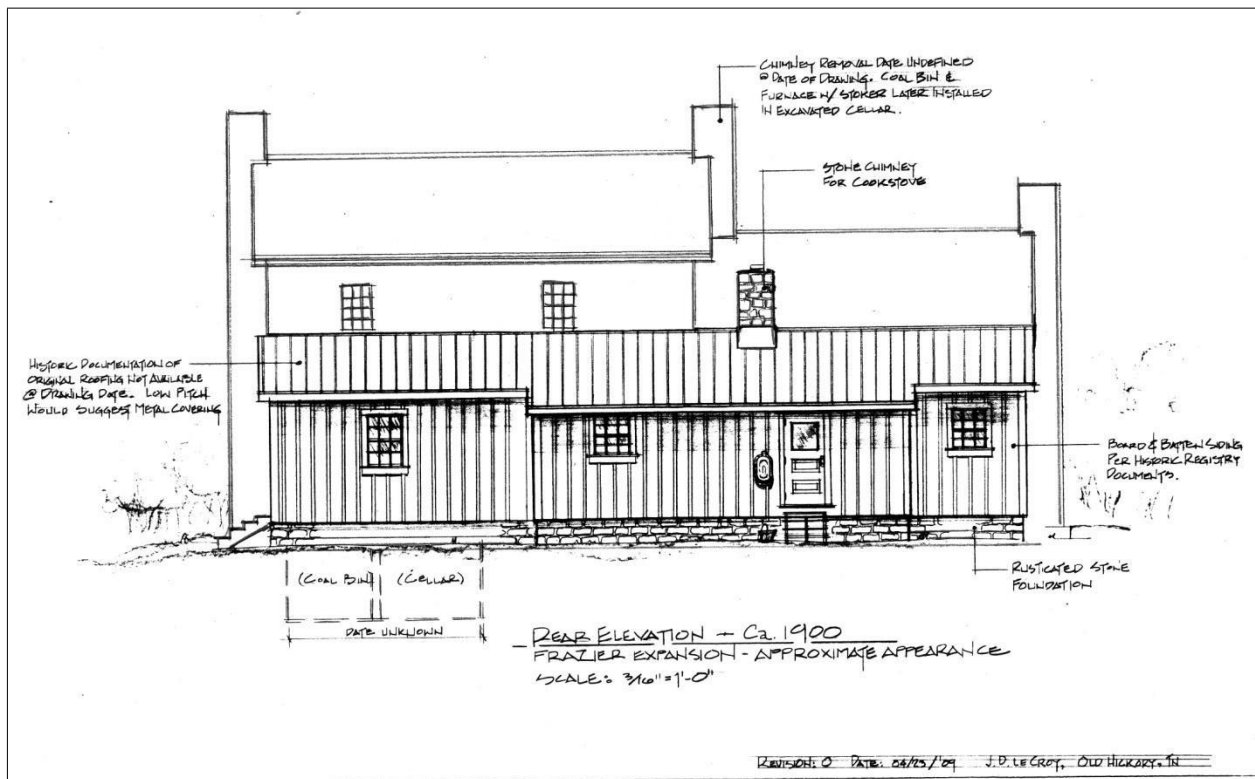 CHIMNEY REMOVAL DATE UNDEFINED
@ DATE OF DRAWING. COAL BIN &
FURNACE W/ STOKER LATER INSTALLED
IN EXCAVATED CELLAR.
STONE CHIMNEY
FOR COOKSTOVE
HISTORIC DOCUMENTATION OF
ORIGINAL ROOFING NOT AVAILABLE
@ DRAWING DATE. LOW PITCH
WOULD SUGGEST METAL COVERING
BOARD & BATTEN SIDING
PER HISTORIC REGISTRY
DOCUMENTS.
(COAL BIN)
(CELLAR)
DATE UNKNOWN
RUSTICATED STONE
FOUNDATION
REAR ELEVATION - Ca. 1900
FRAZIER EXPANSION - APPROXIMATE APPEARANCE
SCALE: 3/16" = 1'-0"
REVISION: 0 DATE: 04/23/'09 J.D. LECROY, OLD HICKORY, TN